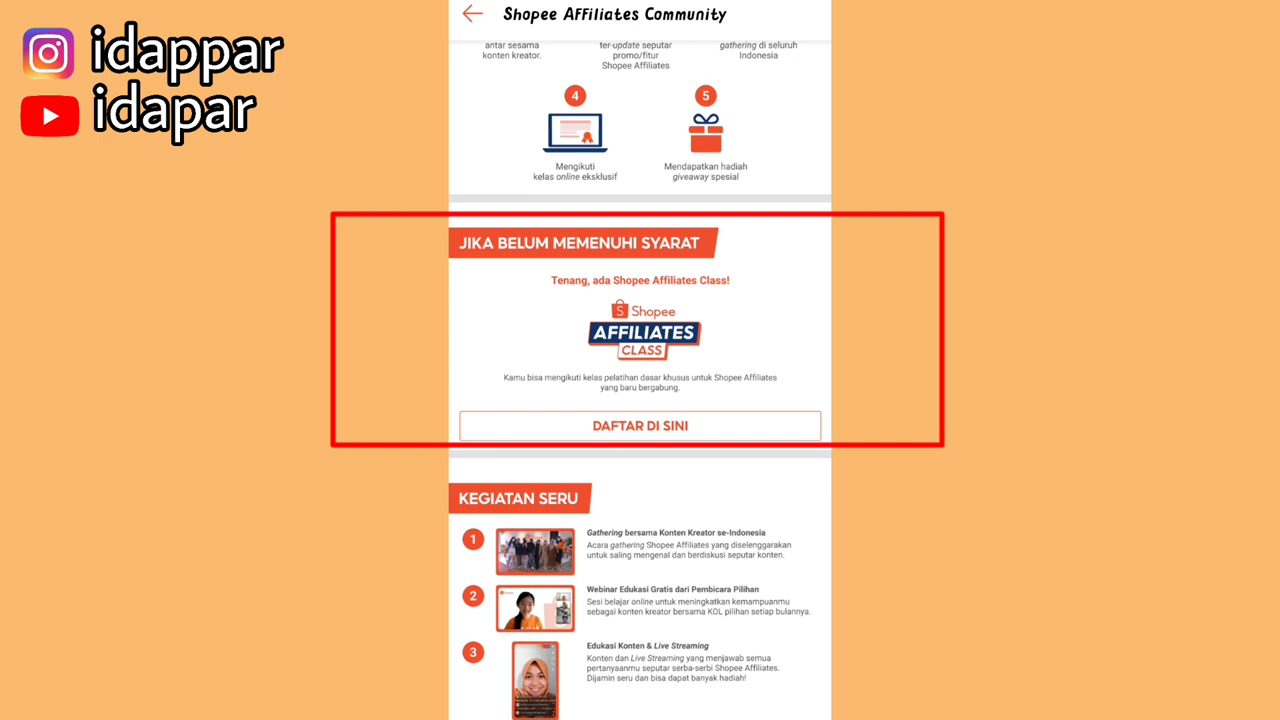 idappar
idapar
Shopee Affiliates Community
antar sesama
konten kreator.
ter-update seputar
promo/fitur
Shopee Affiliates
gathering di seluruh
Indonesia
4
Mengikuti
kelas online eksklusif
5
Mendapatkan hadiah
giveaway spesial
JIKA BELUM MEMENUHI SYARAT
Tenang, ada Shopee Affiliates Class!
S Shopee
AFFILIATES
CLASS
Kamu bisa mengikuti kelas pelatihan dasar khusus untuk Shopee Affiliates
yang baru bergabung.
DAFTAR DI SINI
KEGIATAN SERU
1
Gathering bersama Konten Kreator se-Indonesia
Acara gathering Shopee Affiliates yang diselenggarakan
untuk saling mengenal dan berdiskusi seputar konten.
2
Webinar Edukasi Gratis dari Pembicara Pilihan
Sesi belajar online untuk meningkatkan kemampuanmu
sebagai konten kreator bersama KOL pilihan setiap bulannya.
3
Edukasi Konten & Live Streaming
Konten dan Live Streaming yang menjawab semua
pertanyaanmu seputar serba-serbi Shopee Affiliates.
Dijamin seru dan bisa dapat banyak hadiah!